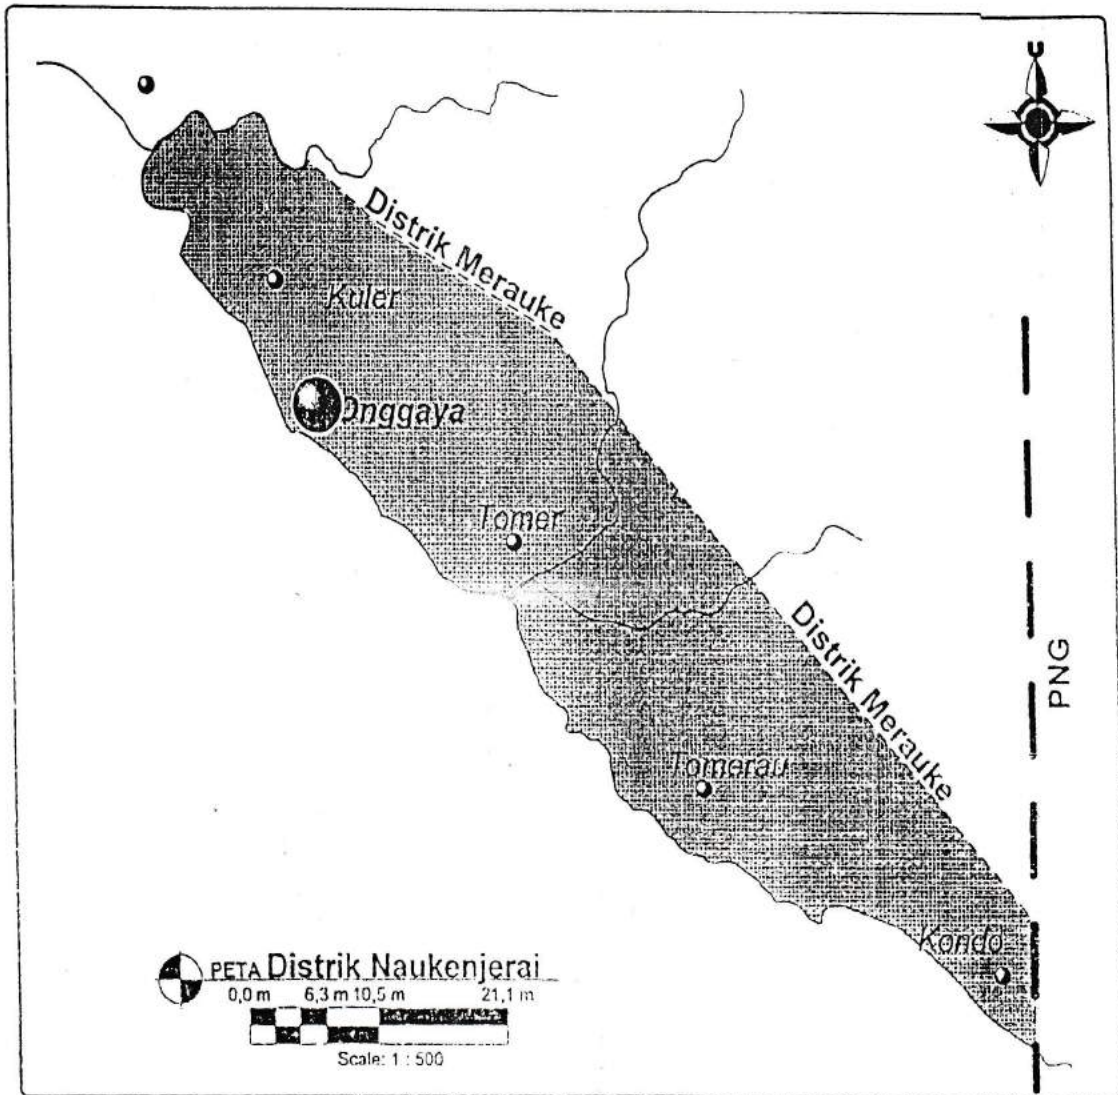 U
Distrik Merauke
Kuler
Onggaya
Tomer
Distrik Merauke
PNG
Tomerau
Kondo
PETA Distrik Naukenjerai
0,0 m 6,3 m 10,5 m 21,1 m
Scale: 1 : 500